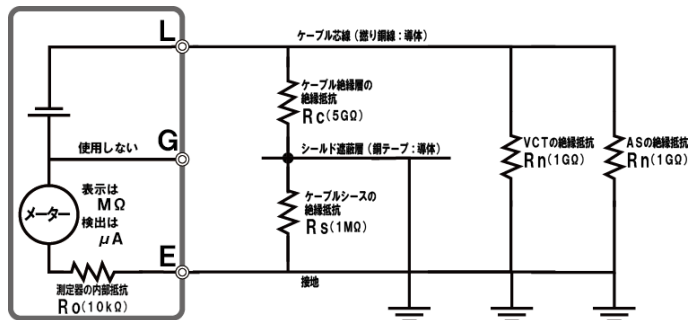 L
ケーブル芯線（撚り銅線：導体）
ケーブル絶縁層の
絶縁抵抗
Rc(5GΩ)
使用しない
G
シールド遮蔽層（銅テープ：導体）
VCTの絶縁抵抗
Rn(1GΩ)
ASの絶縁抵抗
Rn(1GΩ)
メーター
表示は
MΩ
検出は
μA
ケーブルシースの
絶縁抵抗
Rs(1MΩ)
E
接地
測定器の内部抵抗
Ro(10kΩ)